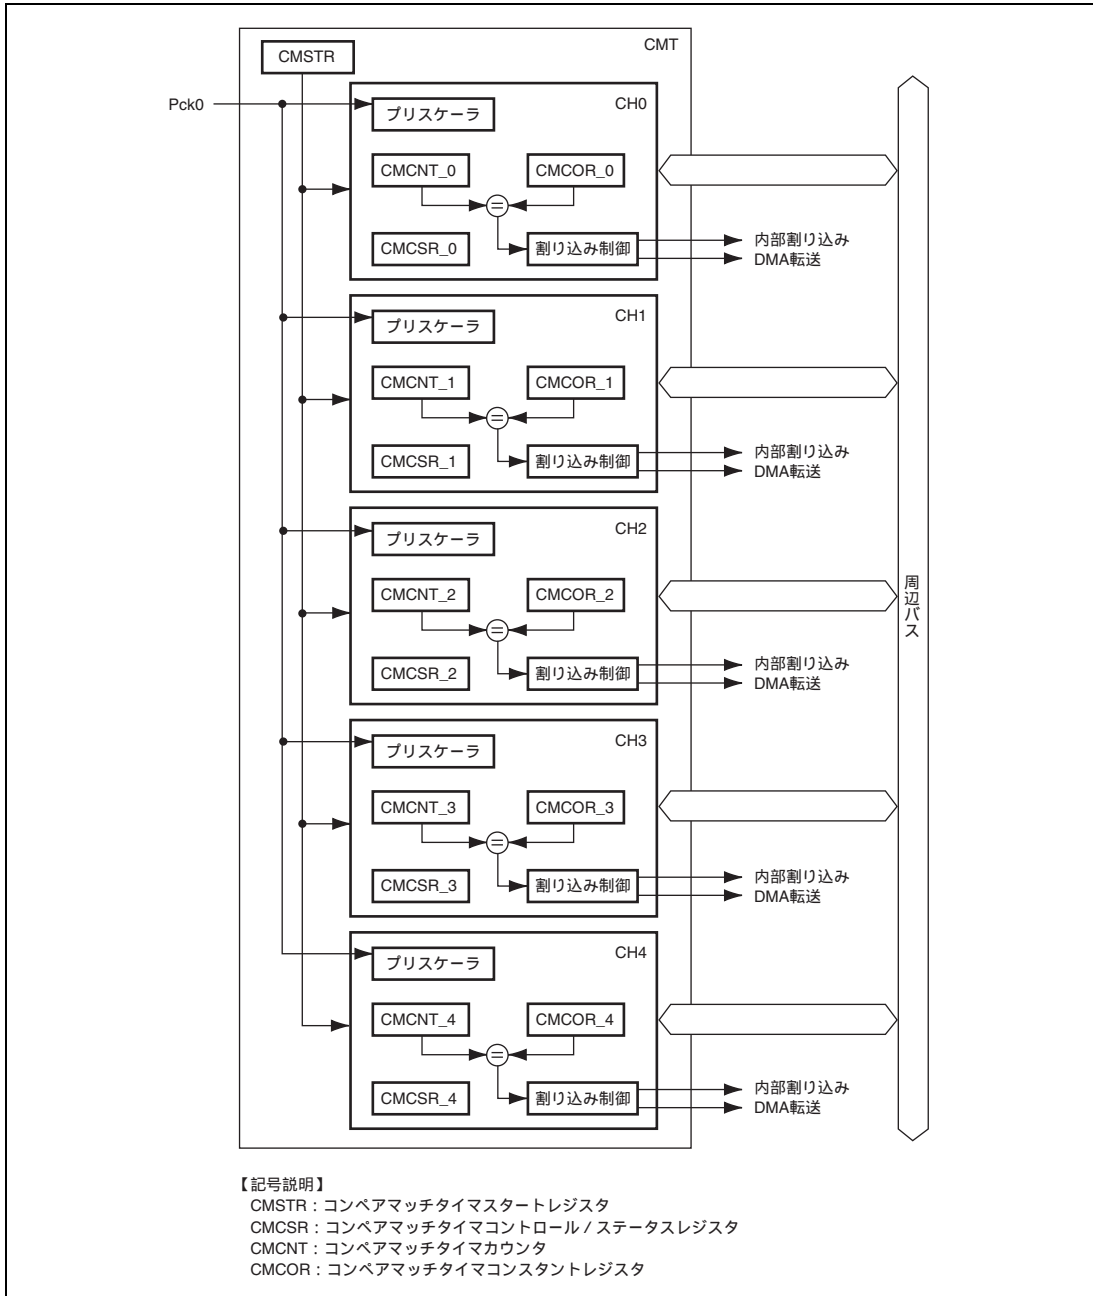 CMT
CMSTR
Pck0
CH0
プリスケーラ
CMCNT_0
CMCOR_0
=
CMCSR_0
割り込み制御
内部割り込み
DMA転送
CH1
プリスケーラ
CMCNT_1
CMCOR_1
=
CMCSR_1
割り込み制御
内部割り込み
DMA転送
CH2
プリスケーラ
CMCNT_2
CMCOR_2
=
CMCSR_2
割り込み制御
内部割り込み
DMA転送
CH3
プリスケーラ
CMCNT_3
CMCOR_3
=
CMCSR_3
割り込み制御
内部割り込み
DMA転送
CH4
プリスケーラ
CMCNT_4
CMCOR_4
=
CMCSR_4
割り込み制御
内部割り込み
DMA転送
周辺バス
【記号説明】
CMSTR : コンペアマッチタイマスタートレジスタ
CMCSR : コンペアマッチタイマコントロール / ステータスレジスタ
CMCNT : コンペアマッチタイマカウンタ
CMCOR : コンペアマッチタイマコンスタントレジスタ